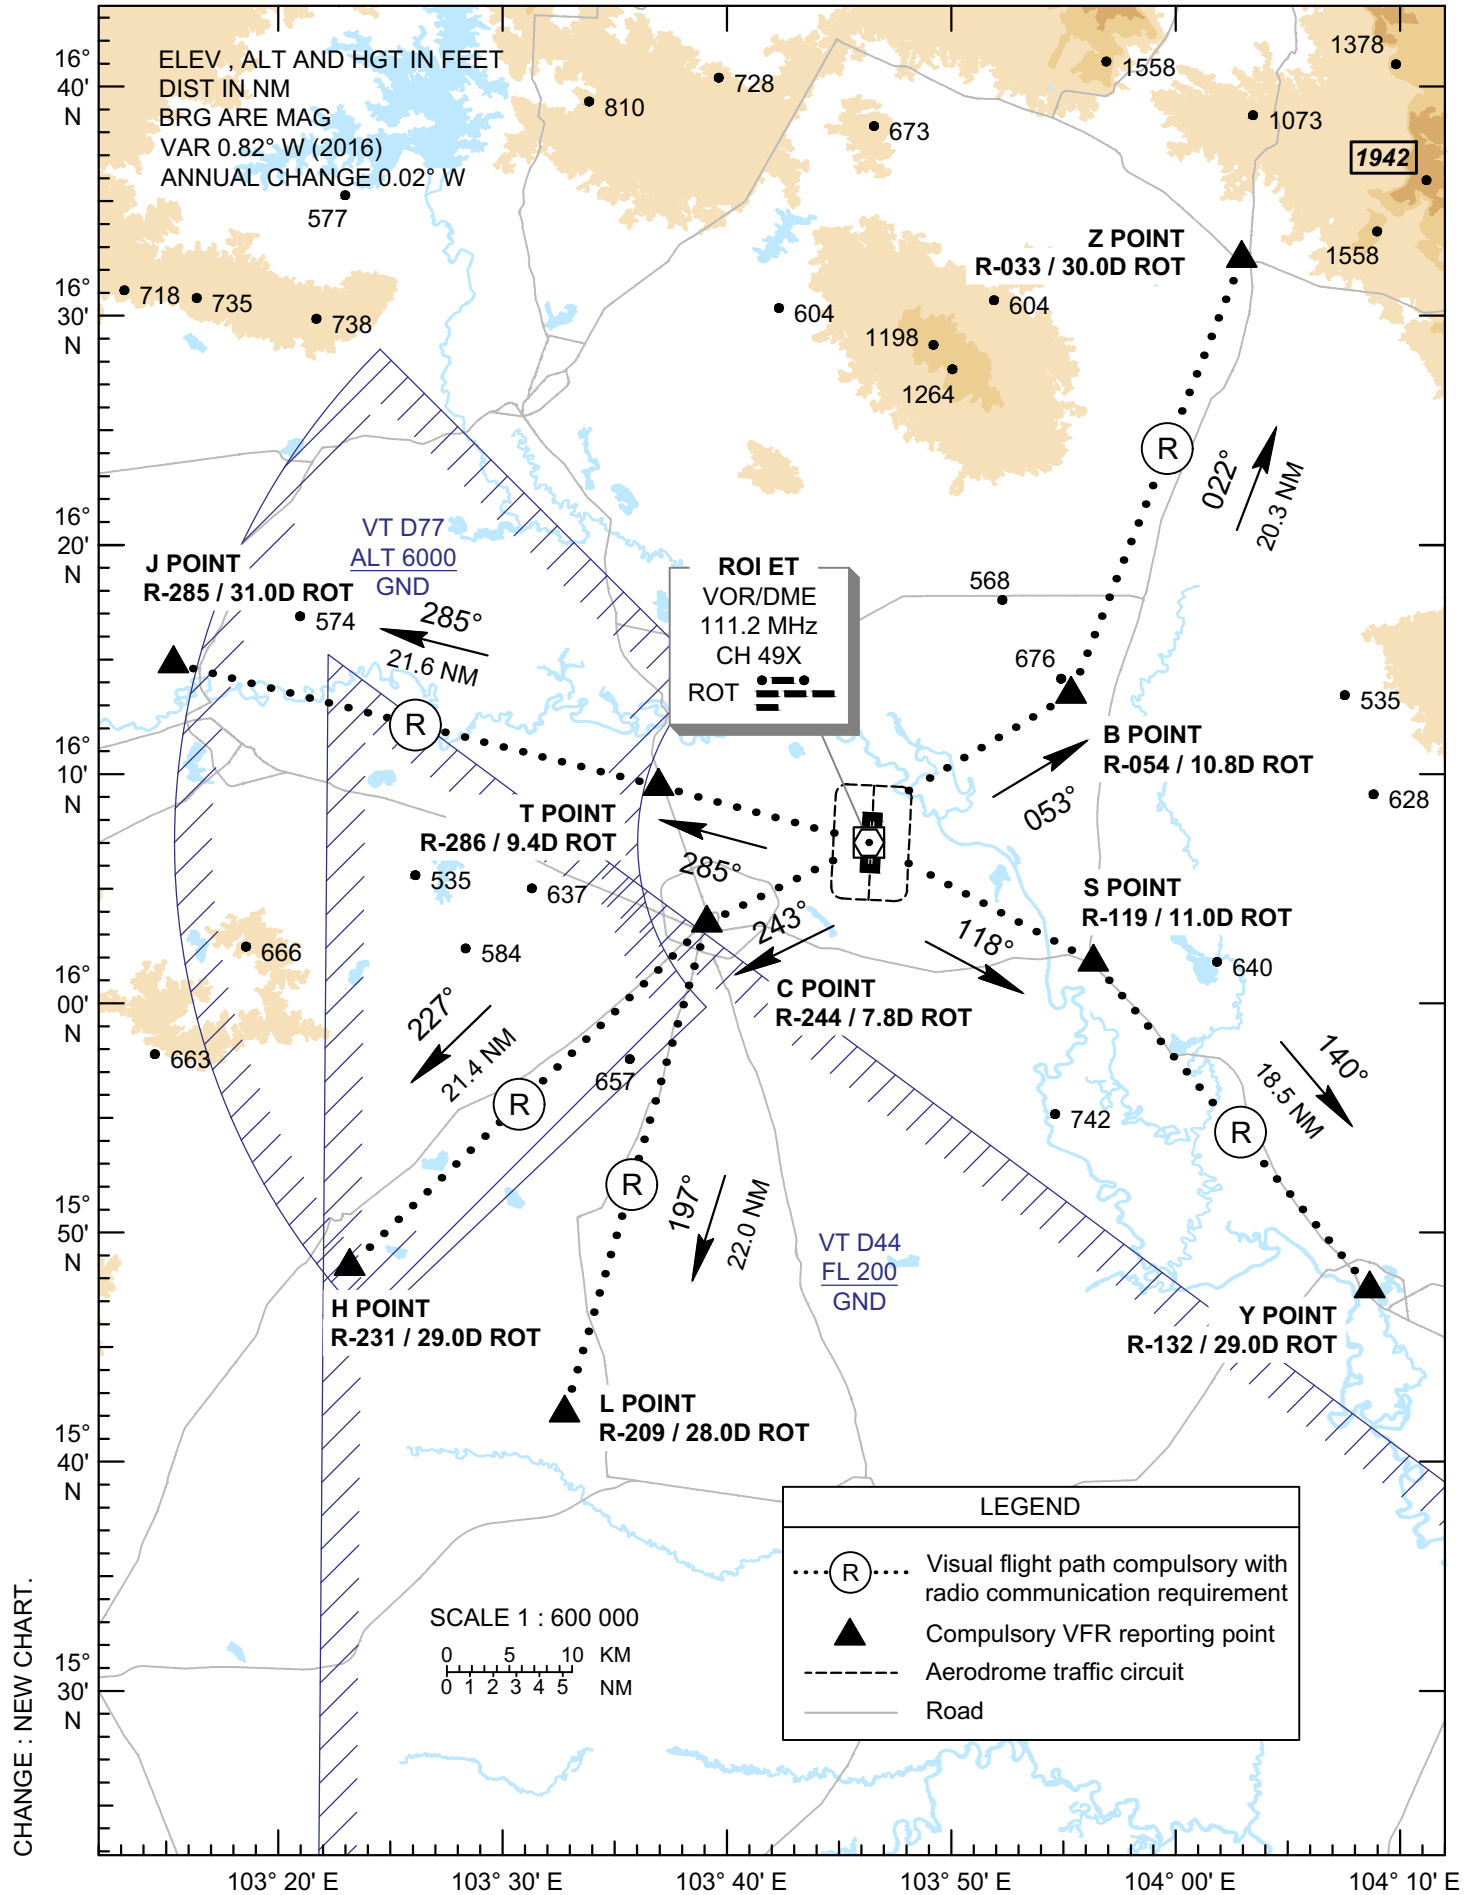 ELEV , ALT AND HGT IN FEET
DIST IN NM
BRG ARE MAG
VAR 0.82° W (2016)
ANNUAL CHANGE 0.02° W
16°
40'
N
16°
30'
N
16°
20'
N
16°
10'
N
16°
00'
N
15°
50'
N
15°
40'
N
15°
30'
N
577
810
728
673
1558
1378
1073
1942
1558
718
735
738
604
604
1198
1264
Z POINT
R-033 / 30.0D ROT
R
022°
20.3 NM
VT D77
ALT 6000
GND
J POINT
R-285 / 31.0D ROT
574
285°
21.6 NM
R
ROI ET
VOR/DME
111.2 MHz
CH 49X
ROT
568
676
535
B POINT
R-054 / 10.8D ROT
053°
628
T POINT
R-286 / 9.4D ROT
285°
535
637
584
666
663
243°
118°
S POINT
R-119 / 11.0D ROT
640
C POINT
R-244 / 7.8D ROT
227°
21.4 NM
R
657
742
140°
18.5 NM
R
R
197°
22.0 NM
VT D44
FL 200
GND
H POINT
R-231 / 29.0D ROT
Y POINT
R-132 / 29.0D ROT
L POINT
R-209 / 28.0D ROT
LEGEND
R
Visual flight path compulsory with
radio communication requirement
Compulsory VFR reporting point
Aerodrome traffic circuit
Road
SCALE 1 : 600 000
0 5 10 KM
0 1 2 3 4 5 NM
CHANGE : NEW CHART.
103° 20' E
103° 30' E
103° 40' E
103° 50' E
104° 00' E
104° 10' E